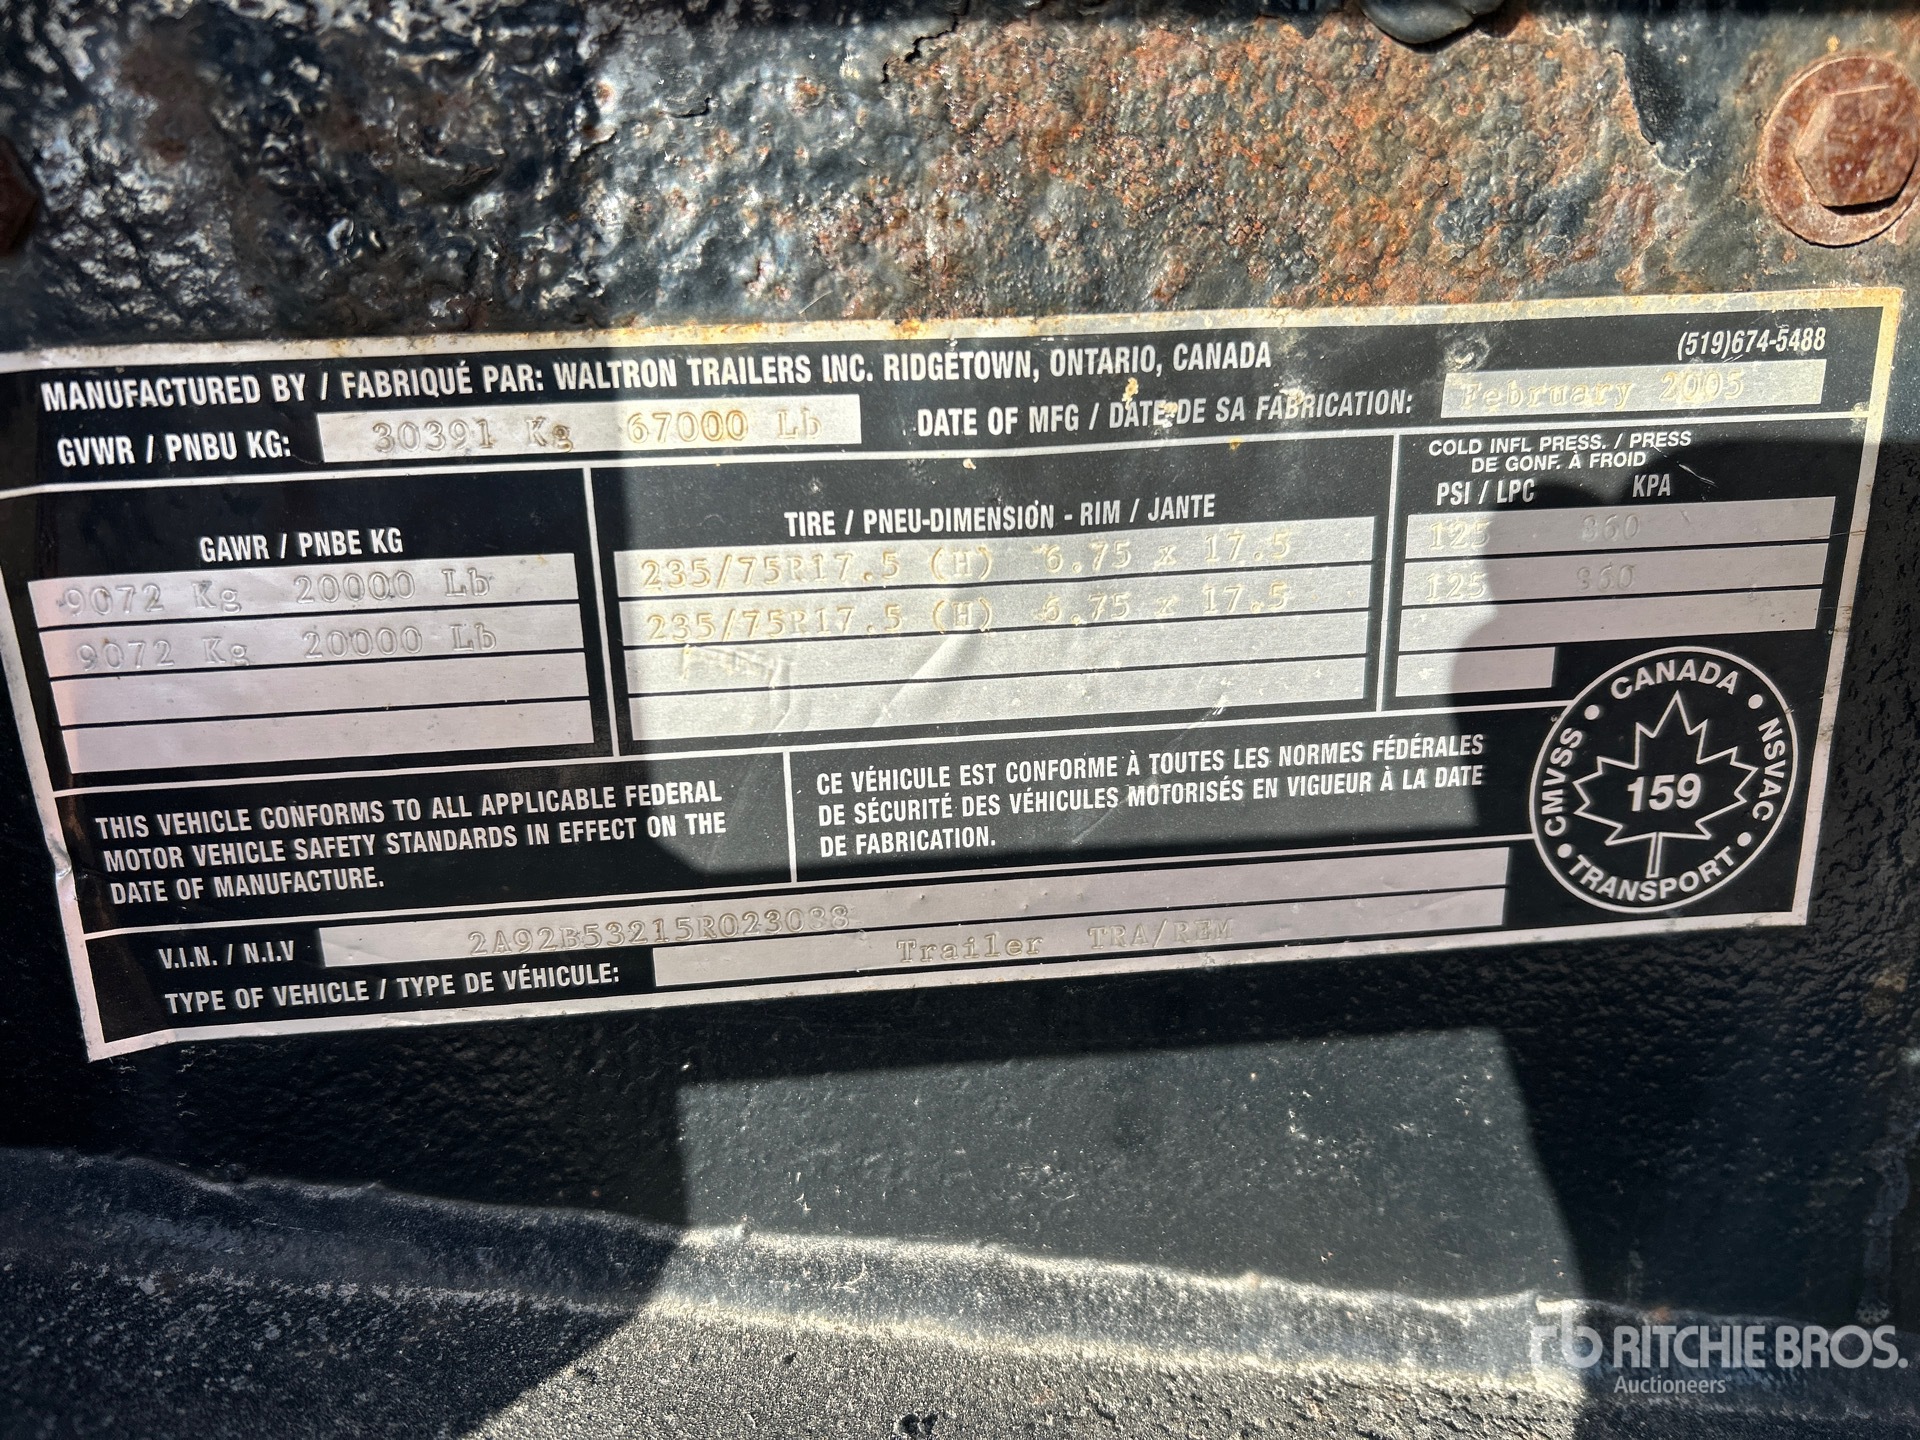 (519)674-5488
MANUFACTURED BY / FABRIQUÉ PAR: WALTRON TRAILERS INC. RIDGETOWN, ONTARIO, CANADA
GVWR / PNBU KG: 30391 Kg 67000 Lb DATE OF MFG / DATE DE SA FABRICATION: February 2005
GAWR / PNBE KG
9072 Kg 20000 Lb
9072 Kg 20000 Lb
TIRE / PNEU-DIMENSION - RIM / JANTE
235/75R17.5 (H) 6.75 x 17.5
235/75R17.5 (H) 6.75 x 17.5
COLD INFL PRESS. / PRESS
DE GONF. À FROID
PSI / LPC KPA
125 860
125 860
THIS VEHICLE CONFORMS TO ALL APPLICABLE FEDERAL
MOTOR VEHICLE SAFETY STANDARDS IN EFFECT ON THE
DATE OF MANUFACTURE.
CE VÉHICULE EST CONFORME À TOUTES LES NORMES FÉDÉRALES
DE SÉCURITÉ DES VÉHICULES MOTORISÉS EN VIGUEUR À LA DATE
DE FABRICATION.
CANADA • NSVAC • TRANSPORT • CMVSS •
159
V.I.N. / N.I.V 2A92B53215R023038
TYPE OF VEHICLE / TYPE DE VÉHICULE: Trailer TRA/REM
rb RITCHIE BROS.
Auctioneers